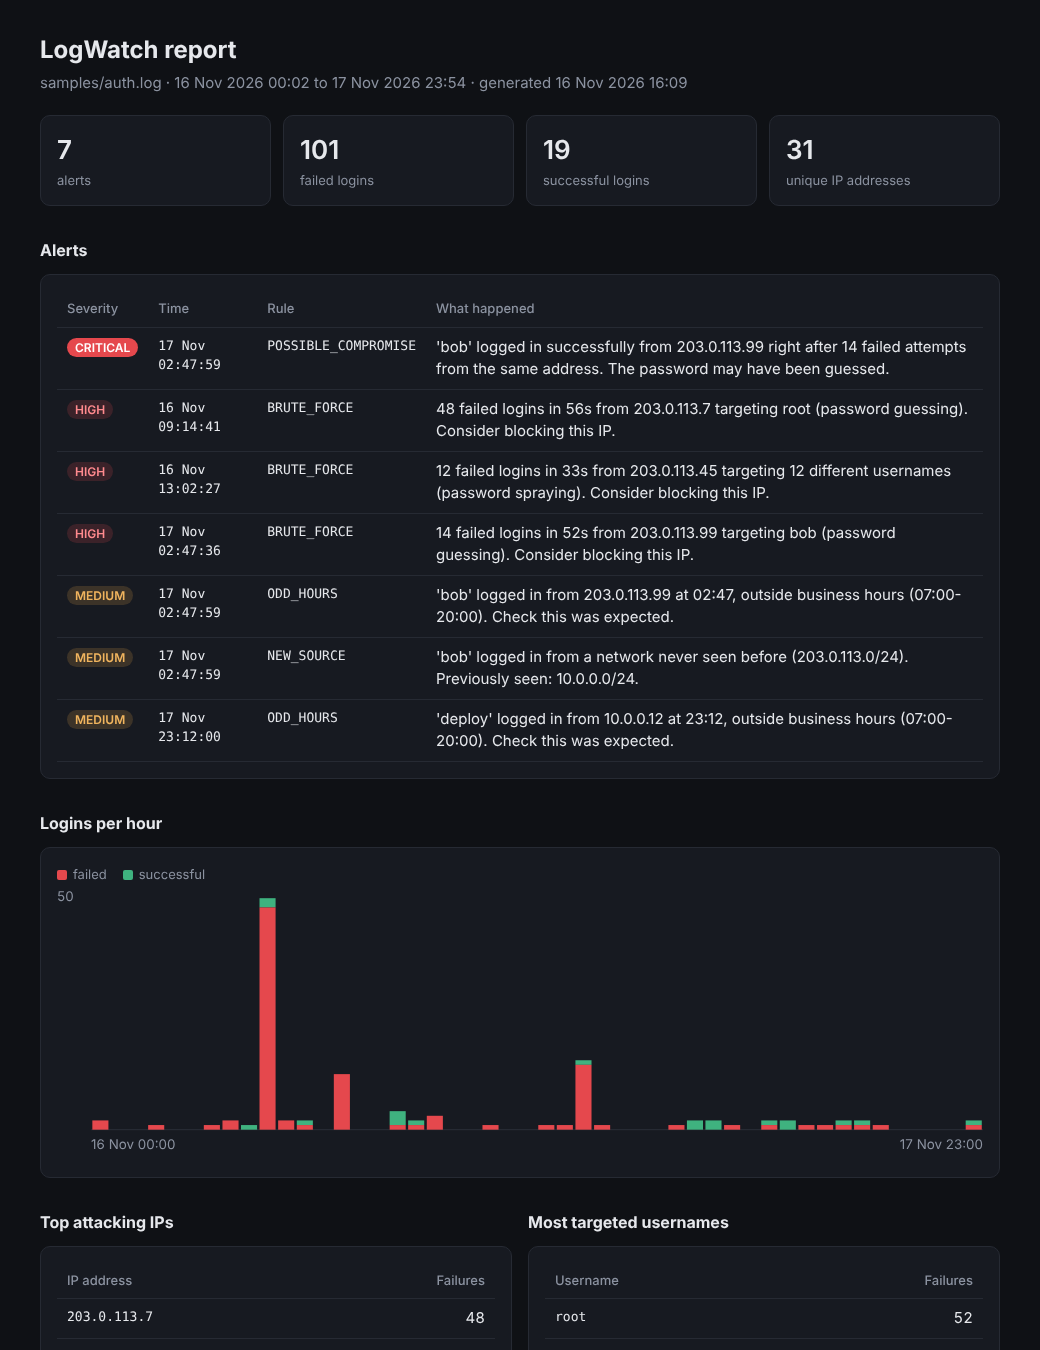 LogWatch report
samples/auth.log · 16 Nov 2026 00:02 to 17 Nov 2026 23:54 · generated 16 Nov 2026 16:09
7
alerts
101
failed logins
19
successful logins
31
unique IP addresses
Alerts
Severity Time Rule What happened
CRITICAL 17 Nov 02:47:59 POSSIBLE_COMPROMISE 'bob' logged in successfully from 203.0.113.99 right after 14 failed attempts
from the same address. The password may have been guessed.
HIGH 16 Nov 09:14:41 BRUTE_FORCE 48 failed logins in 56s from 203.0.113.7 targeting root (password guessing).
Consider blocking this IP.
HIGH 16 Nov 13:02:27 BRUTE_FORCE 12 failed logins in 33s from 203.0.113.45 targeting 12 different usernames
(password spraying). Consider blocking this IP.
HIGH 17 Nov 02:47:36 BRUTE_FORCE 14 failed logins in 52s from 203.0.113.99 targeting bob (password
guessing). Consider blocking this IP.
MEDIUM 17 Nov 02:47:59 ODD_HOURS 'bob' logged in from 203.0.113.99 at 02:47, outside business hours (07:00-
20:00). Check this was expected.
MEDIUM 17 Nov 02:47:59 NEW_SOURCE 'bob' logged in from a network never seen before (203.0.113.0/24).
Previously seen: 10.0.0.0/24.
MEDIUM 17 Nov 23:12:00 ODD_HOURS 'deploy' logged in from 10.0.0.12 at 23:12, outside business hours (07:00-
20:00). Check this was expected.
Logins per hour
failed successful
50
16 Nov 00:00 17 Nov 23:00
Top attacking IPs
IP address Failures
203.0.113.7 48
Most targeted usernames
Username Failures
root 52